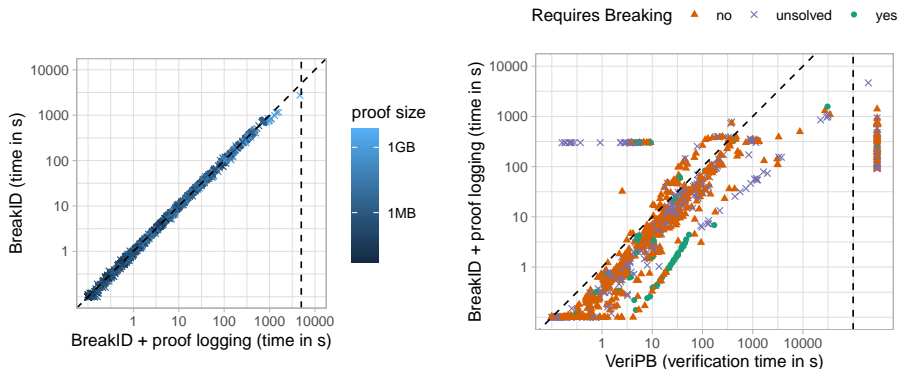 Requires Breaking no unsolved yes
BreakID (time in s)
10000
1000
100
10
1
1 10 100 1000 10000
BreakID + proof logging (time in s)
proof size
1GB
1MB
BreakID + proof logging (time in s)
10000
1000
100
10
1
1 10 100 1000 10000
VeriPB (verification time in s)